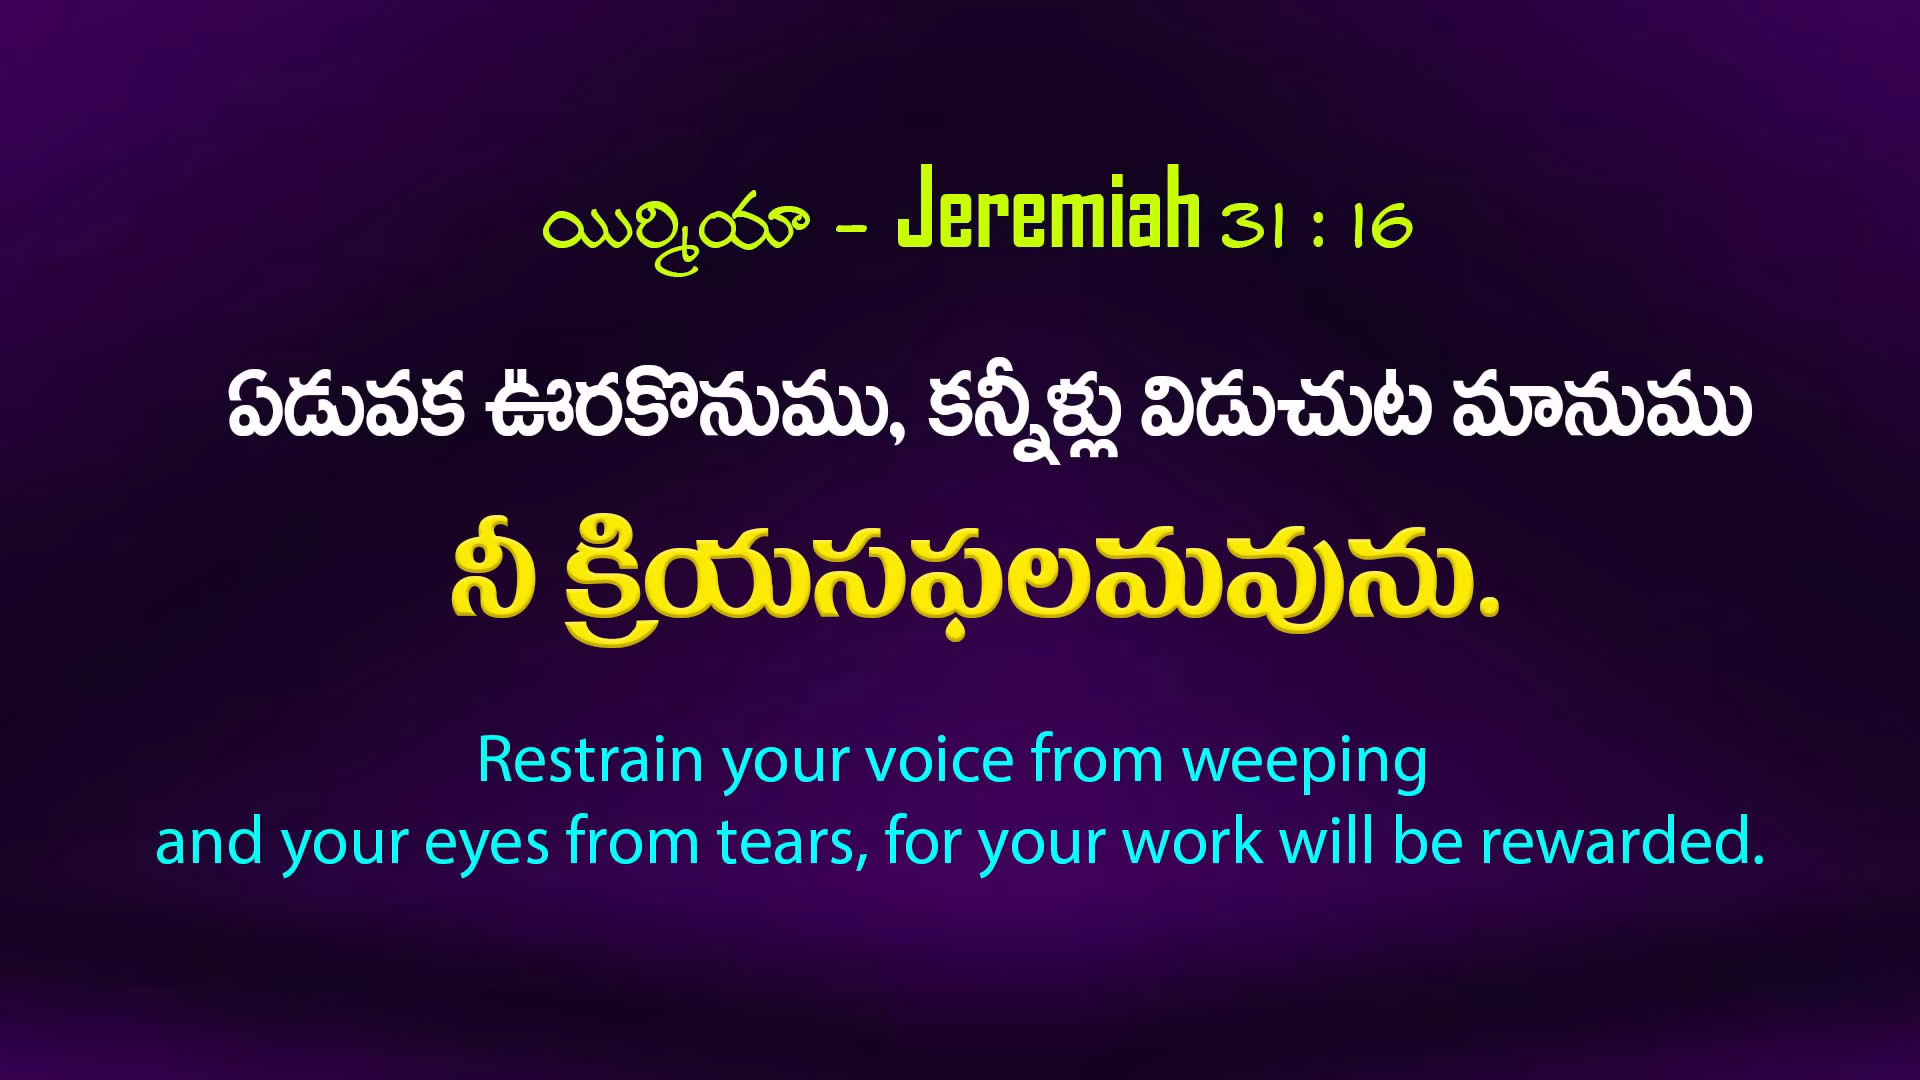 యిర్మియా - Jeremiah 31 : 16
ఏడువక ఊరకొనుము, కన్నీళ్లు విడుచుట మానుము
నీ క్రియసఫలమవును.
Restrain your voice from weeping
and your eyes from tears, for your work will be rewarded.